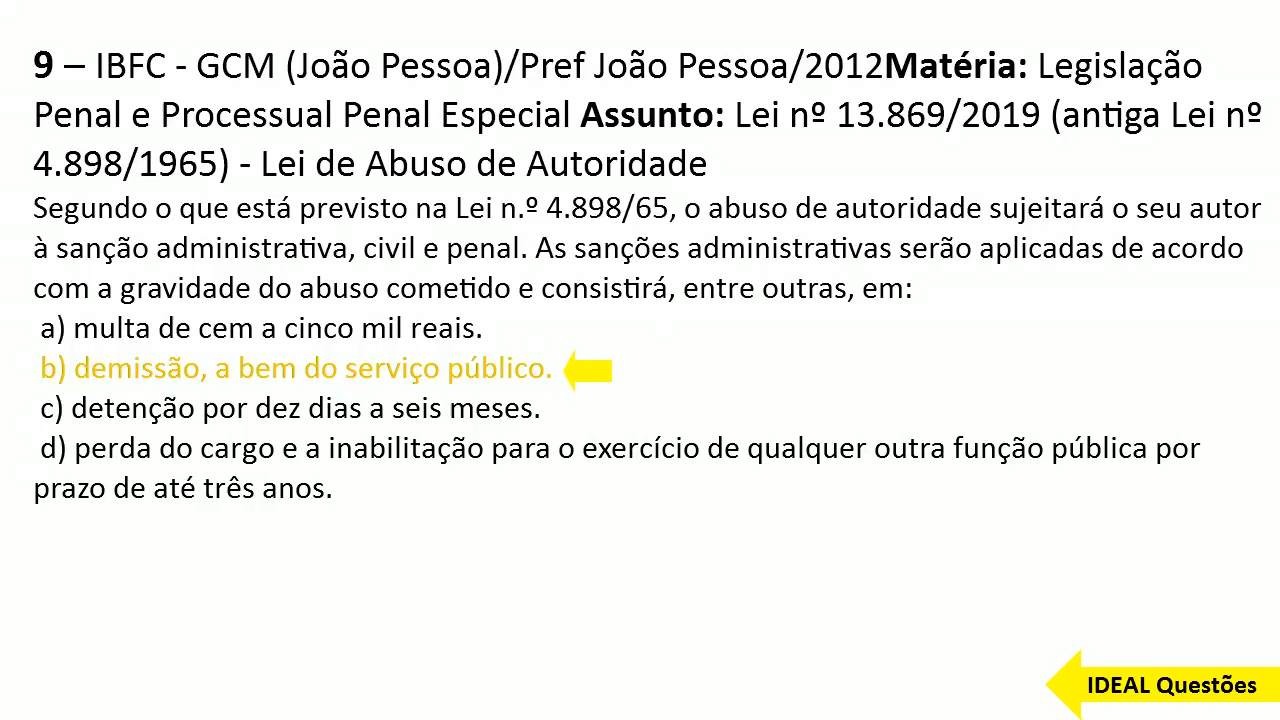 9 – IBFC - GCM (João Pessoa)/Pref João Pessoa/2012Matéria: Legislação
Penal e Processual Penal Especial Assunto: Lei nº 13.869/2019 (antiga Lei nº
4.898/1965) - Lei de Abuso de Autoridade
Segundo o que está previsto na Lei n.º 4.898/65, o abuso de autoridade sujeitará o seu autor
à sanção administrativa, civil e penal. As sanções administrativas serão aplicadas de acordo
com a gravidade do abuso cometido e consistirá, entre outras, em:
a) multa de cem a cinco mil reais.
b) demissão, a bem do serviço público.
c) detenção por dez dias a seis meses.
d) perda do cargo e a inabilitação para o exercício de qualquer outra função pública por
prazo de até três anos.
IDEAL Questões